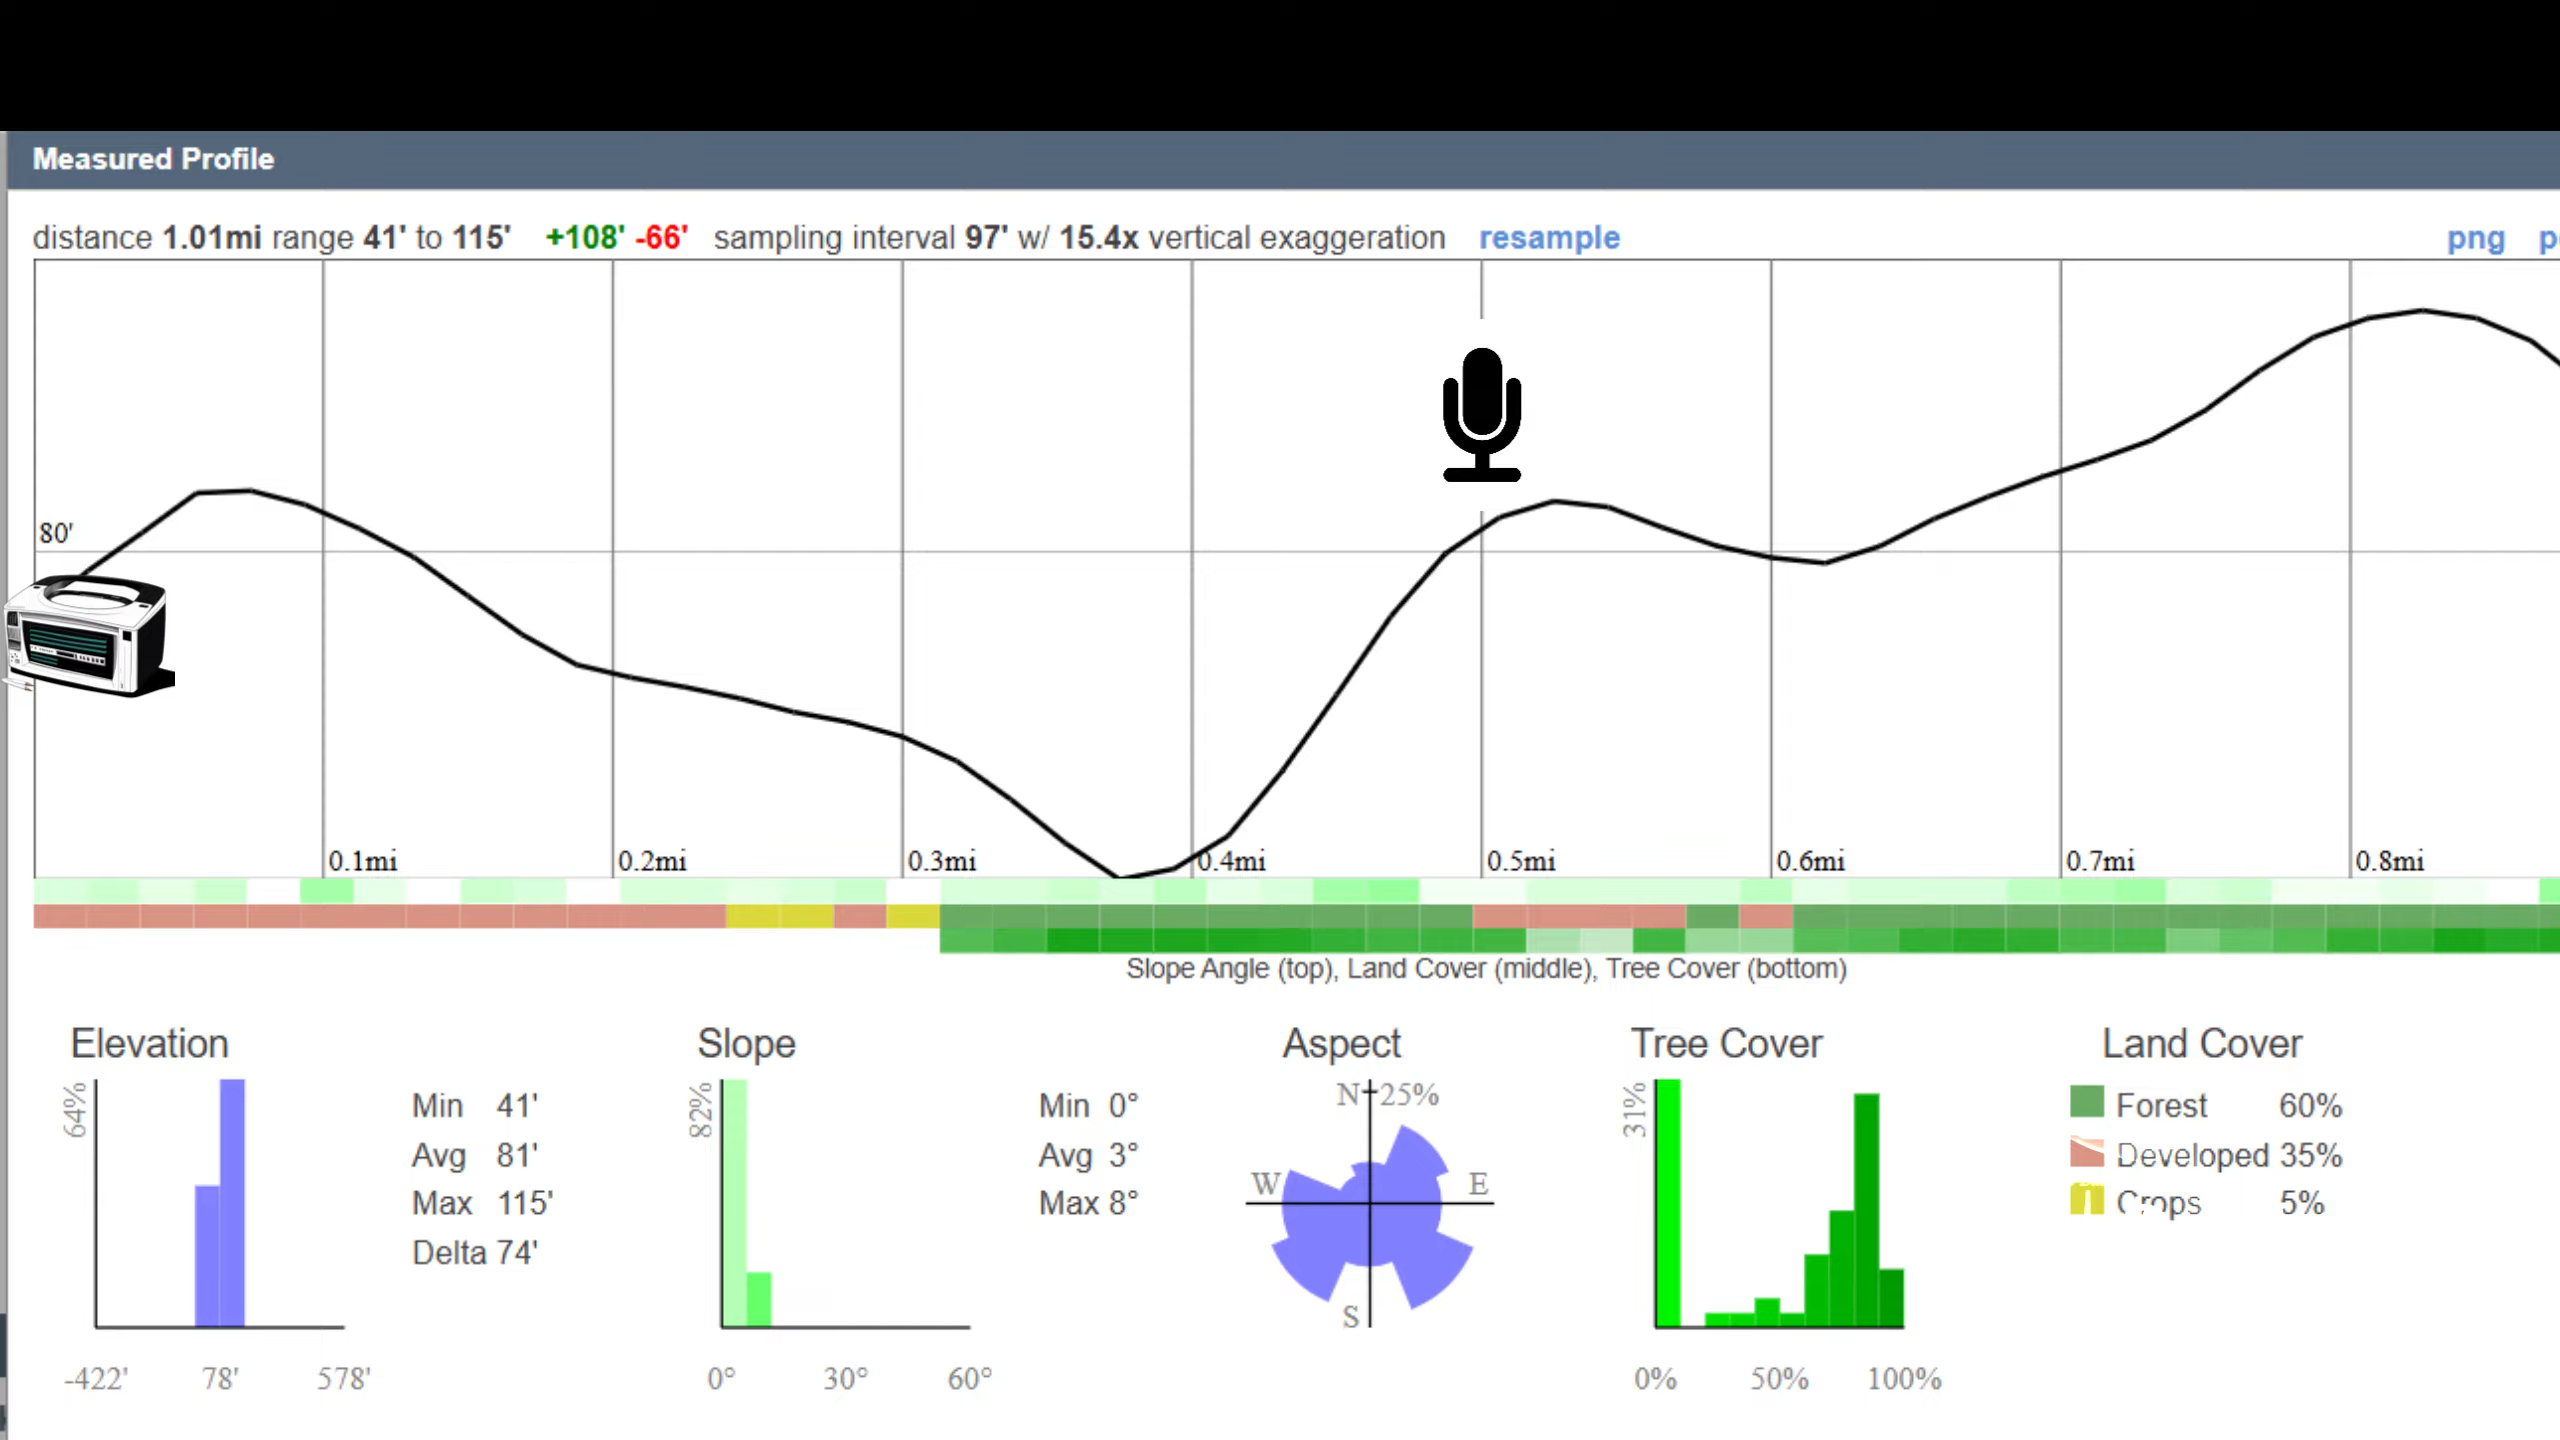 Measured Profile
distance 1.01mi range 41' to 115' +108' -66' sampling interval 97' w/ 15.4x vertical exaggeration resample png
80'
0.1mi 0.2mi 0.3mi 0.4mi 0.5mi 0.6mi 0.7mi 0.8mi
Slope Angle (top), Land Cover (middle), Tree Cover (bottom)
Elevation
64%
-422' 78' 578'
Min 41'
Avg 81'
Max 115'
Delta 74'
Slope
82%
0° 30° 60°
Min 0°
Avg 3°
Max 8°
Aspect
N 25%
W E
S
Tree Cover
31%
0% 50% 100%
Land Cover
Forest 60%
Developed 35%
Crops 5%